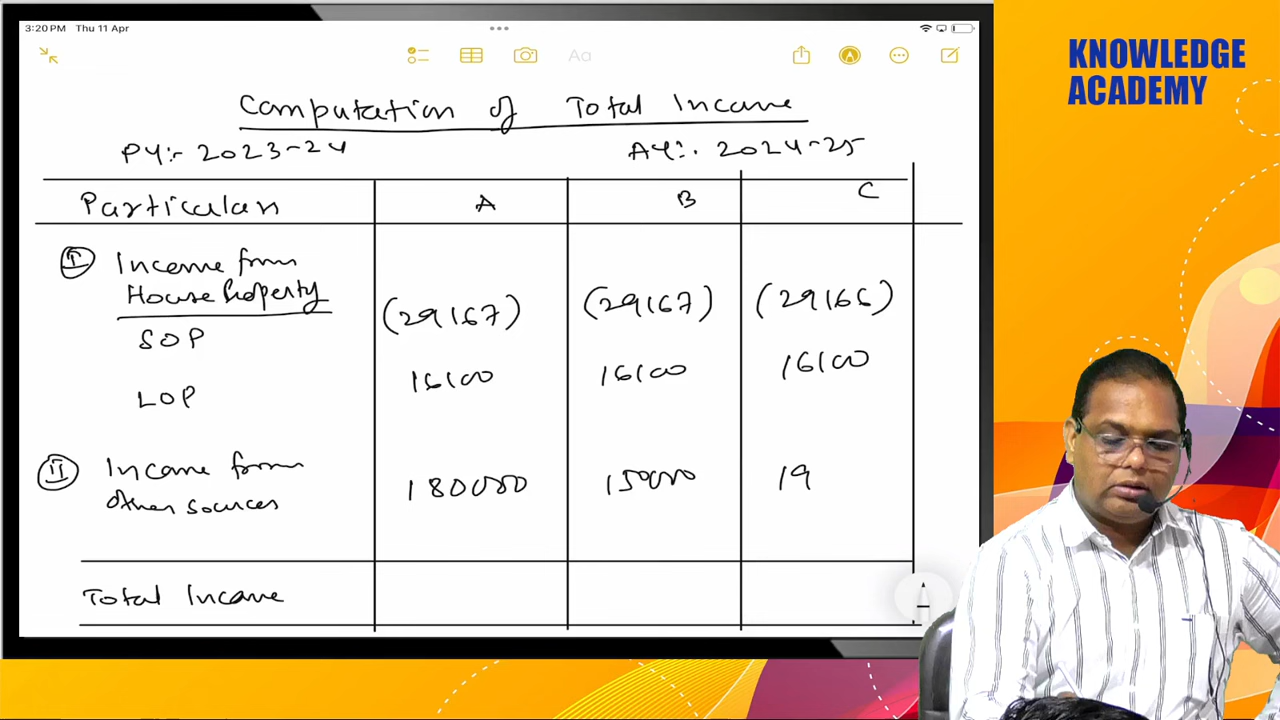 3:20 PM Thu 11 Apr
Aa
KNOWLEDGE
ACADEMY
Computation of Total Income
PY:- 2023-24 AY:- 2024-25
Particulars A B C
I Income from
House Property
SOP (29167) (29167) (29166)
LOP 16100 16100 16100
II Income from
other sources 180000 150000 19
Total Income